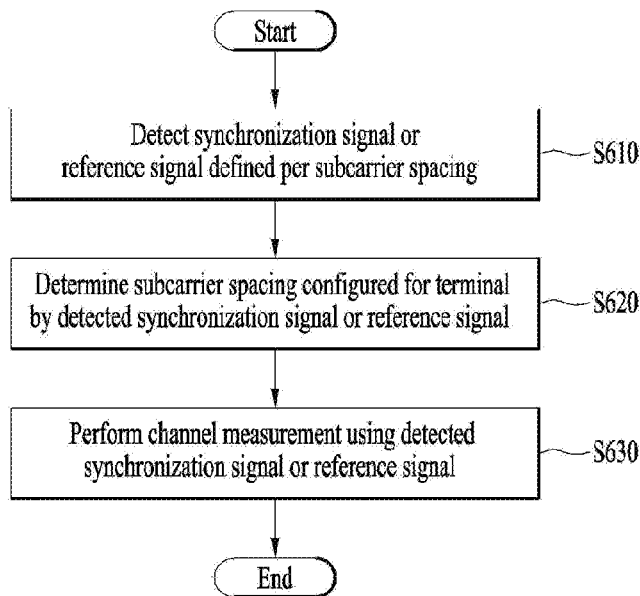 Start
Detect synchronization signal or
reference signal defined per subcarrier spacing
S610
Determine subcarrier spacing configured for terminal
by detected synchronization signal or reference signal
S620
Perform channel measurement using detected
synchronization signal or reference signal
S630
End